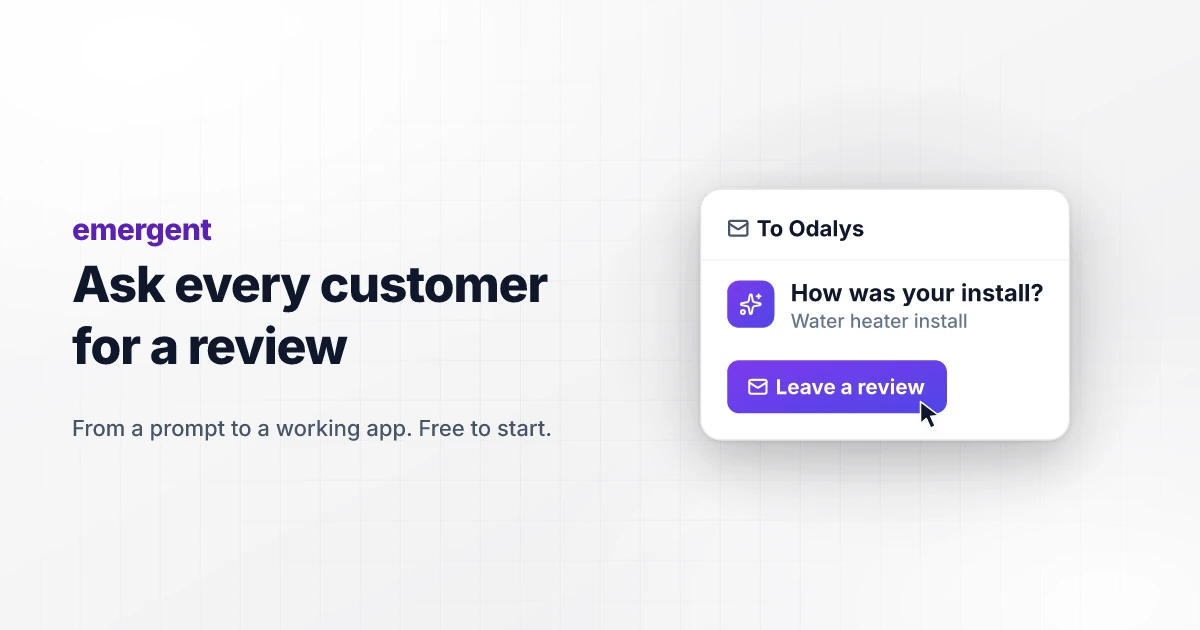 emergent
Ask every customer
for a review
From a prompt to a working app. Free to start.
To Odalys
How was your install?
Water heater install
Leave a review